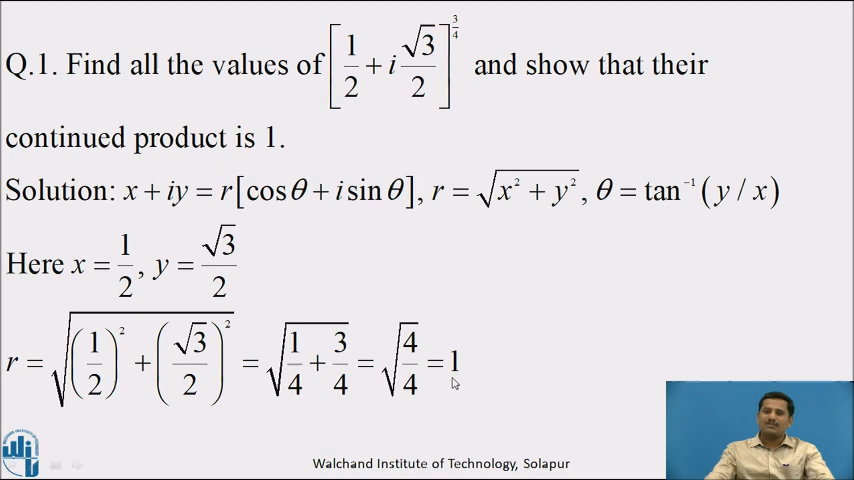 Q.1. Find all the values of [1/2 + i √3/2]^(3/4) and show that their
continued product is 1.
Solution: x + iy = r[cosθ + i sinθ], r = √(x² + y²), θ = tan⁻¹(y / x)
Here x = 1/2, y = √3/2
r = √((1/2)² + (√3/2)²) = √(1/4 + 3/4) = √(4/4) = 1
Walchand Institute of Technology, Solapur